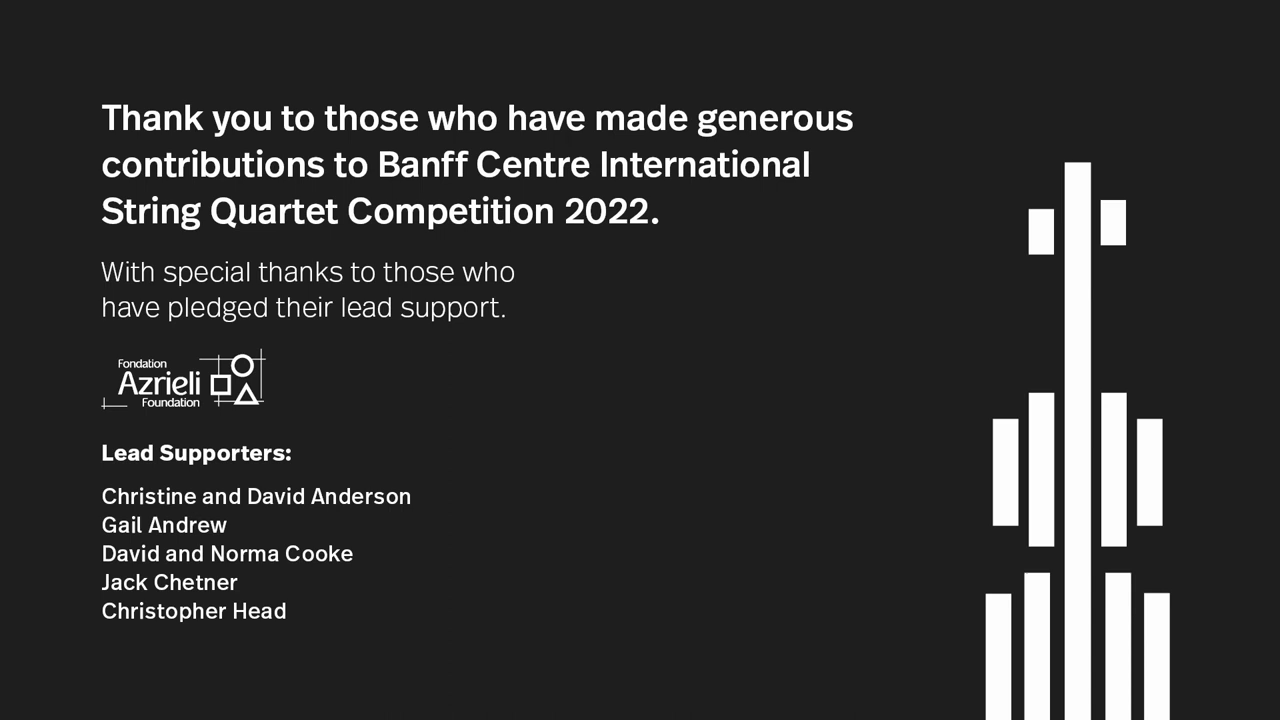 Thank you to those who have made generous
contributions to Banff Centre International
String Quartet Competition 2022.
With special thanks to those who
have pledged their lead support.
Fondation
Azrieli
Foundation
Lead Supporters:
Christine and David Anderson
Gail Andrew
David and Norma Cooke
Jack Chetner
Christopher Head